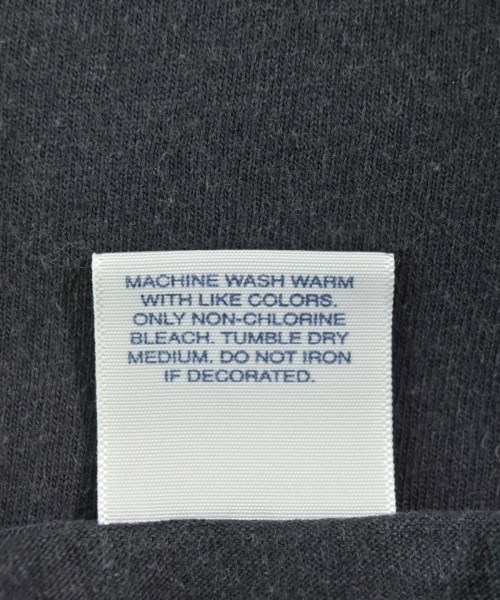 MACHINE WASH WARM
WITH LIKE COLORS.
ONLY NON-CHLORINE
BLEACH. TUMBLE DRY
MEDIUM. DO NOT IRON
IF DECORATED.